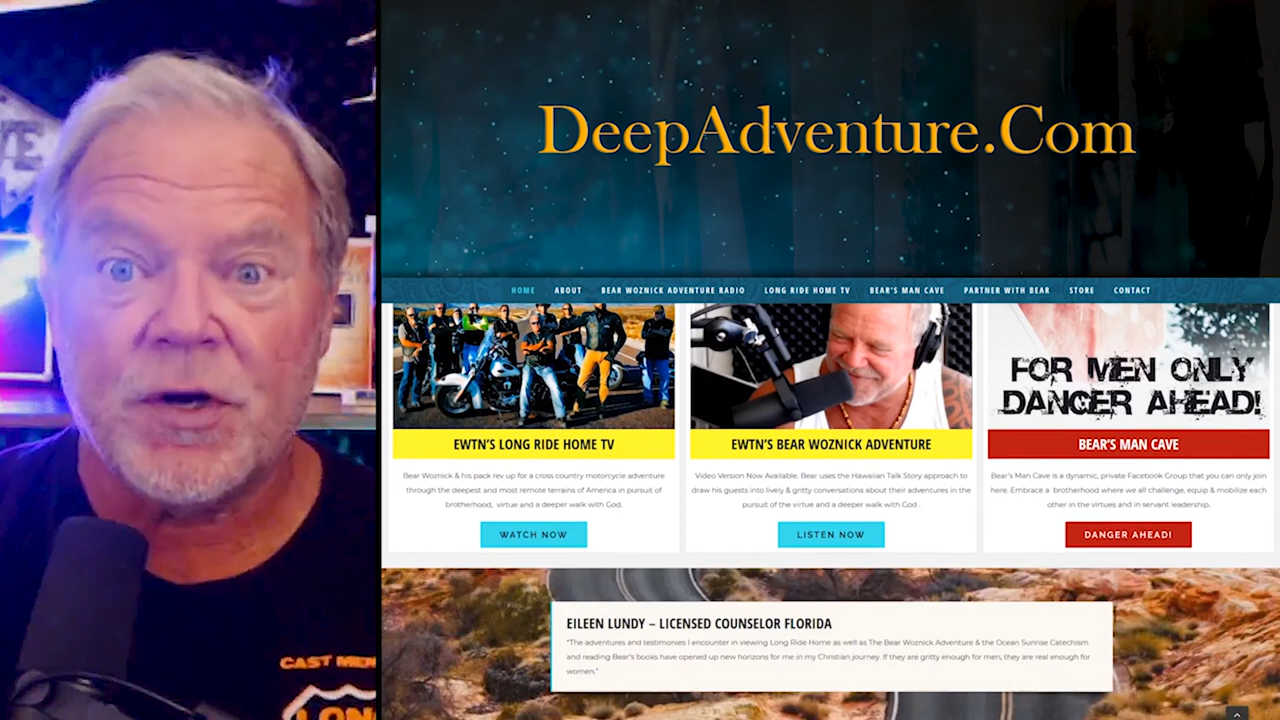 DeepAdventure.Com
HOME ABOUT BEAR WOZNICK ADVENTURE RADIO LONG RIDE HOME TV BEAR'S MAN CAVE PARTNER WITH BEAR STORE CONTACT
FOR MEN ONLY
DANGER AHEAD!
EWTN'S LONG RIDE HOME TV
Bear Woznick & his pack rev up for a cross country motorcycle adventure
through the deepest and most remote terrains of America in pursuit of
brotherhood, virtue and a deeper walk with God.
WATCH NOW
EWTN'S BEAR WOZNICK ADVENTURE
Video Version Now Available. Bear uses the Hawaiian Talk Story approach to
draw his guests into lively & gritty conversations about their adventures in the
pursuit of the virtue and a deeper walk with God .
LISTEN NOW
BEAR'S MAN CAVE
Bear's Man Cave is a dynamic, private Facebook Group that you can only join
here. Embrace a brotherhood where we all challenge, equip & mobilize each
other in the virtues and in servant leadership.
DANGER AHEAD!
EILEEN LUNDY – LICENSED COUNSELOR FLORIDA
"The adventures and testimonies I encounter in viewing Long Ride Home as well as The Bear Woznick Adventure & the Ocean Sunrise Catechism
and reading Bear's books have opened up new horizons for me in my Christian journey. If they are gritty enough for men, they are real enough for
women."
CAST MEN
LON